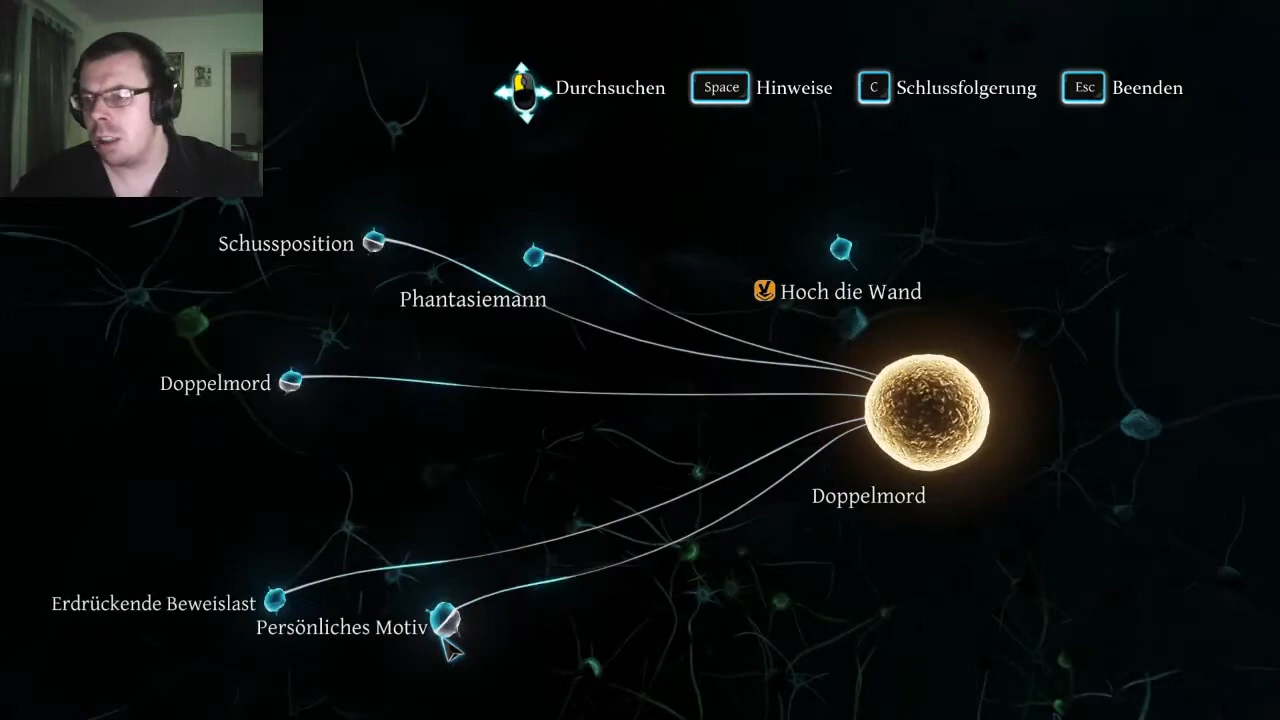 Durchsuchen Space Hinweise C Schlussfolgerung Esc Beenden
Schussposition
Phantasiemann
Hoch die Wand
Doppelmord
Doppelmord
Erdrückende Beweislast
Persönliches Motiv